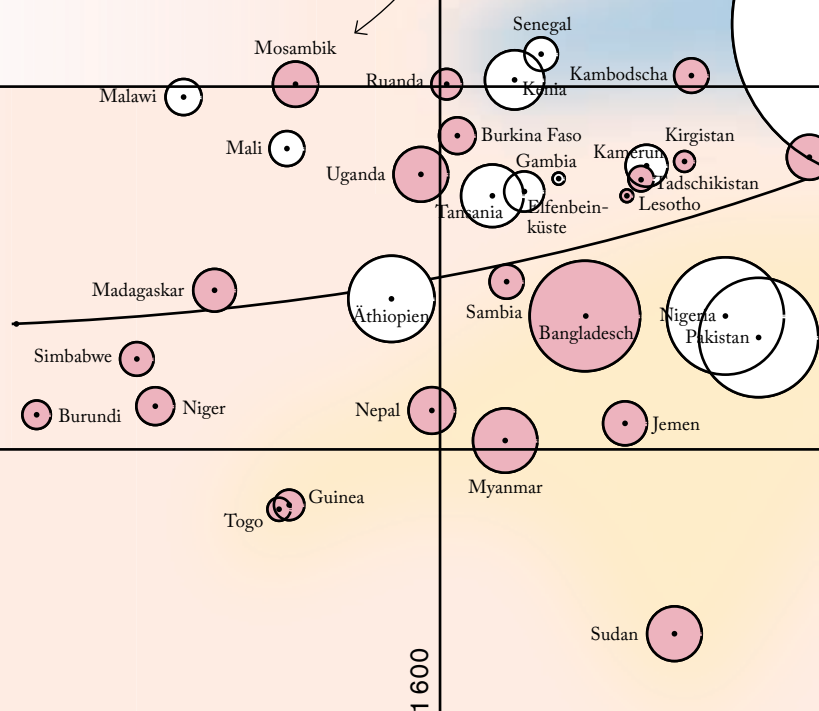 Senegal
Mosambik
Ruanda
Kambodscha
Kenia
Malawi
Burkina Faso
Kirgistan
Mali
Kamerun
Gambia
Uganda
Tadschikistan
Lesotho
Tansania
Elfenbein-
küste
Madagaskar
Äthiopien
Sambia
Nigeria
Bangladesch
Pakistan
Simbabwe
Burundi
Niger
Nepal
Jemen
Myanmar
Guinea
Togo
Sudan
1 600